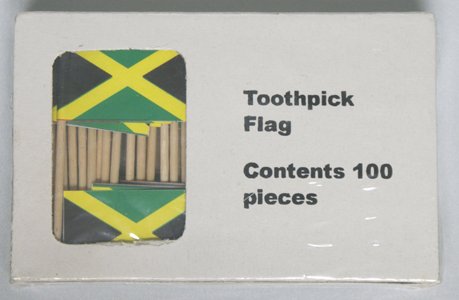 Toothpick
Flag
Contents 100
pieces